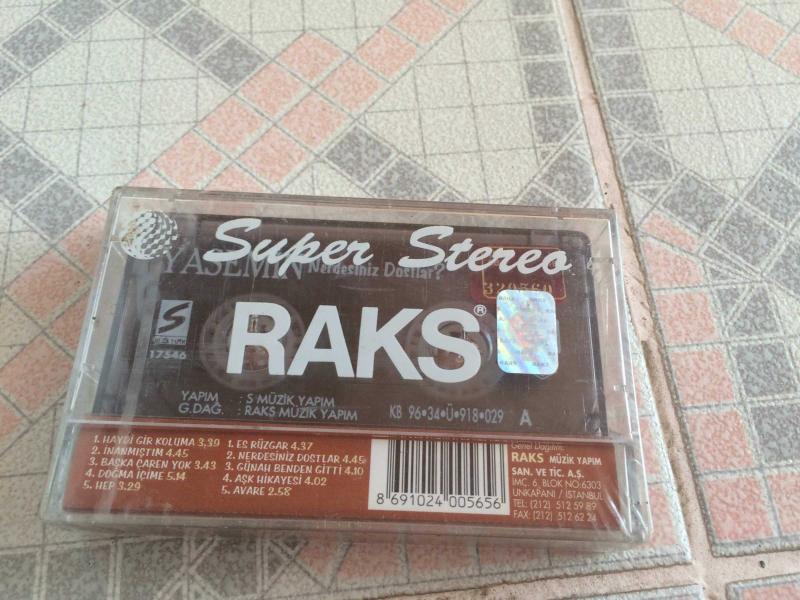 Super Stereo
YASEMİN Nerdesiniz Dostlar?
320560
S
17546
RAKS®
YAPIM : S MÜZİK YAPIM
G.DAĞ. : RAKS MÜZİK YAPIM
KB 96•34•Ü•918•029 A
1. HAYDİ GİR KOLUMA 3.39
2. İNANMIŞTIM 4.45
3. BAŞKA ÇAREN YOK 3.43
4. DOĞMA İÇİME 5.14
5. HEP 3.29
1. ES RÜZGAR 4.37
2. NERDESİNİZ DOSTLAR 4.45
3. GÜNAH BENDEN GİTTİ 4.10
4. AŞK HİKAYESİ 4.02
5. AVARE 2.58
8 691024 005656
Genel Dağıtım:
RAKS MÜZİK YAPIM
SAN. VE TİC. A.Ş.
İMÇ. 6. BLOK NO:6303
UNKAPANI / İSTANBUL
TEL: (212) 512 59 89
FAX: (212) 512 62 24